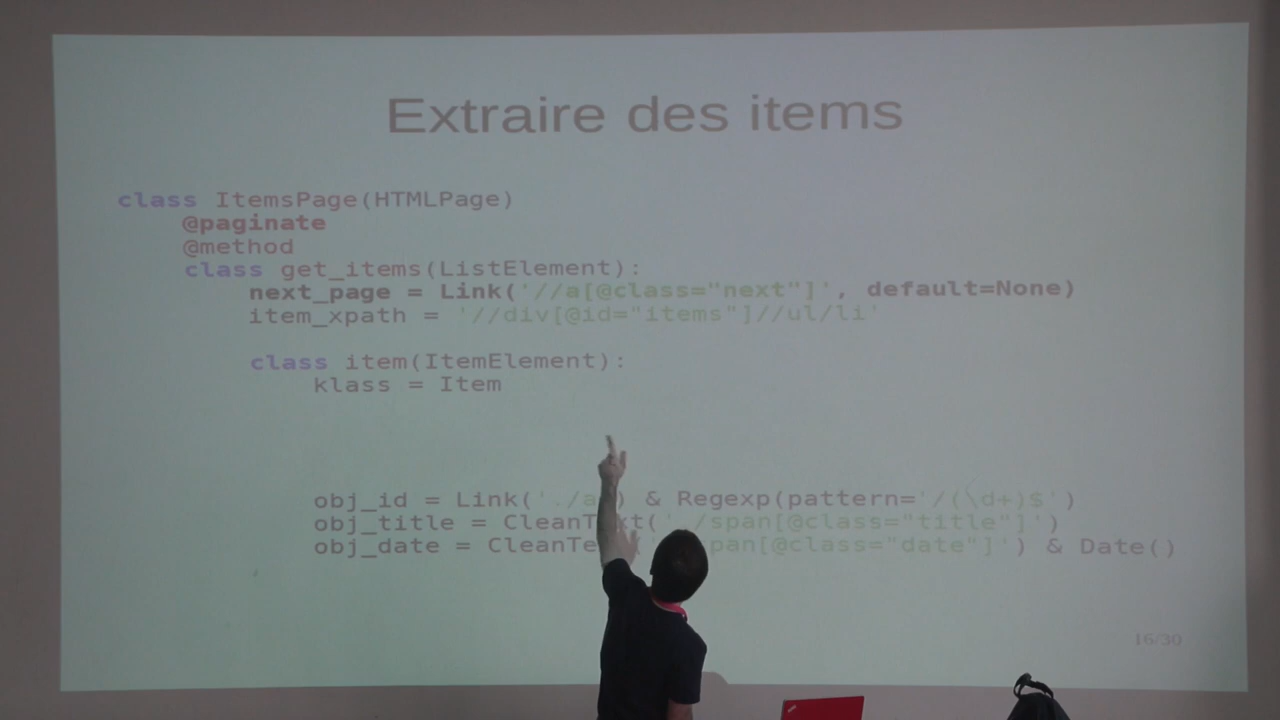 Extraire des items
class ItemsPage(HTMLPage)
@paginate
@method
class get_items(ListElement):
next_page = Link('//a[@class="next"]', default=None)
item_xpath = '//div[@id="items"]//ul/li'
class item(ItemElement):
klass = Item
obj_id = Link('./a ) & Regexp(pattern='/(\d+)$')
obj_title = /span[@class="title"]')
obj_date = [@class="date"]') & Date()
16/30